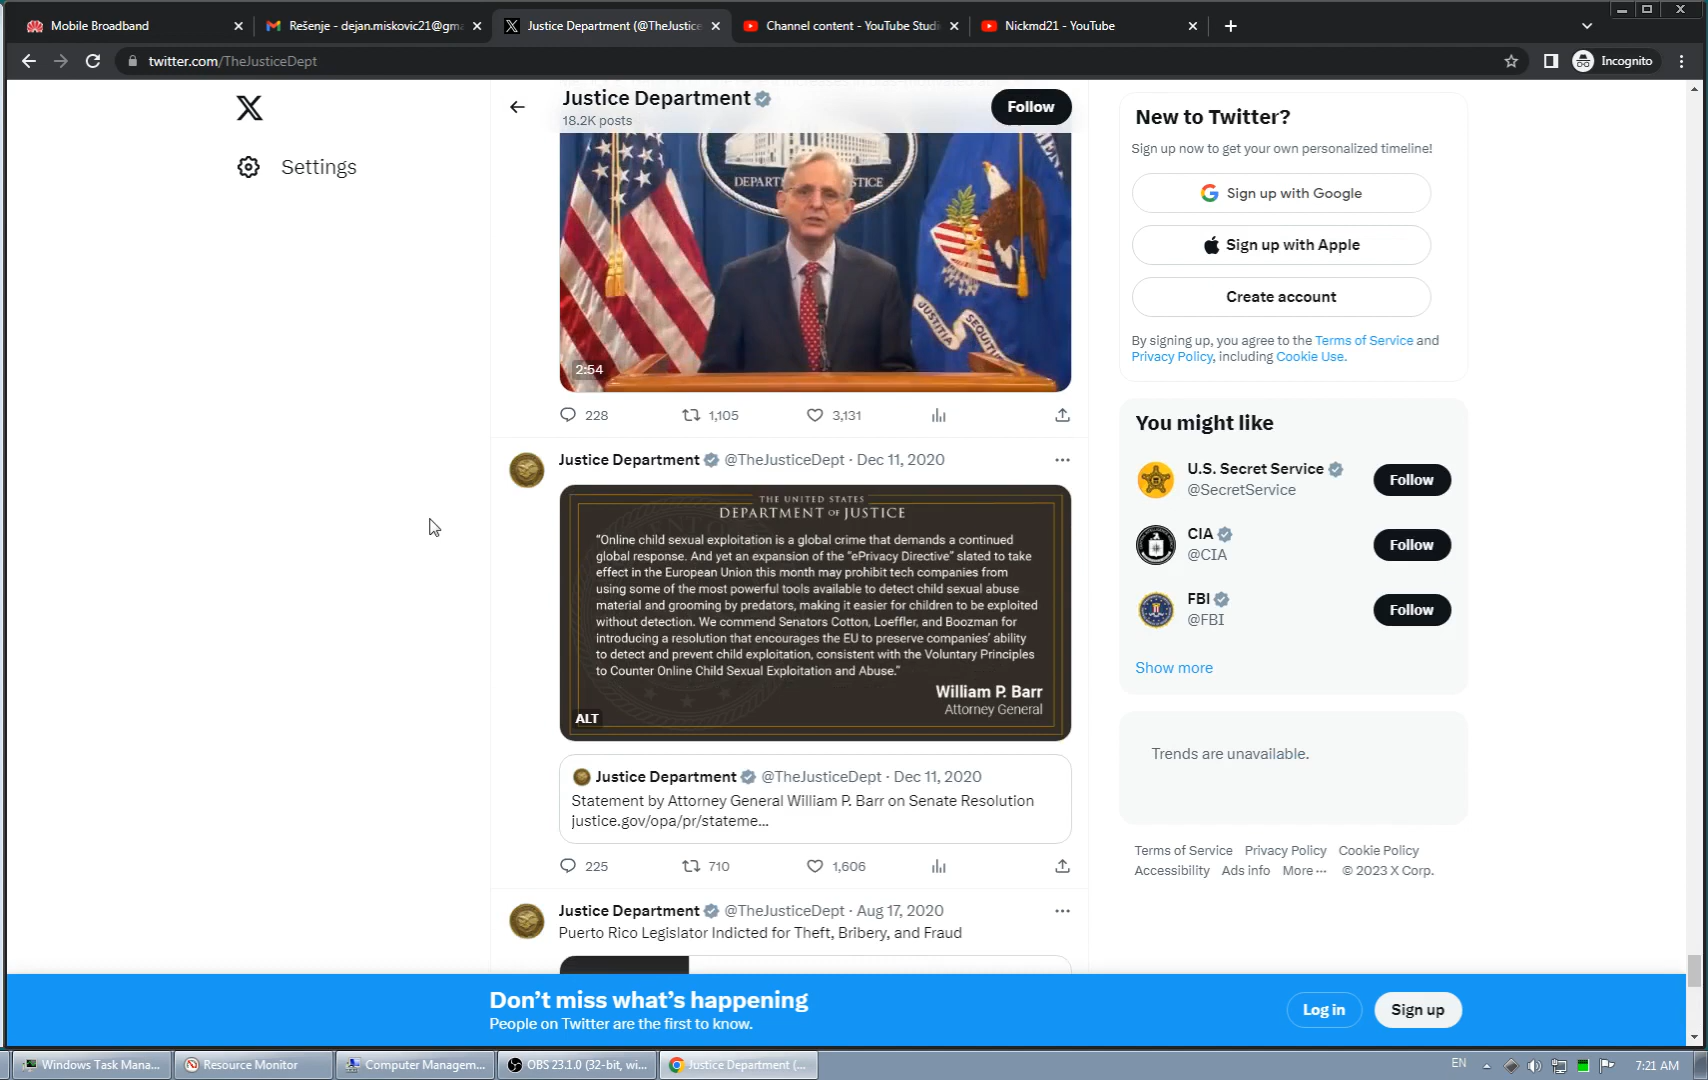 Mobile Broadband
Rešenje - dejan.miskovic21@gma
Justice Department (@TheJustice
Channel content - YouTube Studi
Nickmd21 - YouTube
twitter.com/TheJusticeDept
Incognito
Settings
Justice Department
18.2K posts
Follow
2:54
228 1,105 3,131
Justice Department @TheJusticeDept · Dec 11, 2020
THE UNITED STATES
DEPARTMENT OF JUSTICE
“Online child sexual exploitation is a global crime that demands a continued
global response. And yet an expansion of the “ePrivacy Directive” slated to take
effect in the European Union this month may prohibit tech companies from
using some of the most powerful tools available to detect child sexual abuse
material and grooming by predators, making it easier for children to be exploited
without detection. We commend Senators Cotton, Loeffler, and Boozman for
introducing a resolution that encourages the EU to preserve companies’ ability
to detect and prevent child exploitation, consistent with the Voluntary Principles
to Counter Online Child Sexual Exploitation and Abuse.”
William P. Barr
Attorney General
ALT
Justice Department @TheJusticeDept · Dec 11, 2020
Statement by Attorney General William P. Barr on Senate Resolution
justice.gov/opa/pr/stateme...
225 710 1,606
Justice Department @TheJusticeDept · Aug 17, 2020
Puerto Rico Legislator Indicted for Theft, Bribery, and Fraud
New to Twitter?
Sign up now to get your own personalized timeline!
Sign up with Google
Sign up with Apple
Create account
By signing up, you agree to the Terms of Service and
Privacy Policy, including Cookie Use.
You might like
U.S. Secret Service
@SecretService
Follow
CIA
@CIA
Follow
FBI
@FBI
Follow
Show more
Trends are unavailable.
Terms of Service Privacy Policy Cookie Policy
Accessibility Ads info More ··· © 2023 X Corp.
Don’t miss what’s happening
People on Twitter are the first to know.
Log in
Sign up
Windows Task Mana...
Resource Monitor
Computer Managem...
OBS 23.1.0 (32-bit, wi...
Justice Department (...
EN
7:21 AM